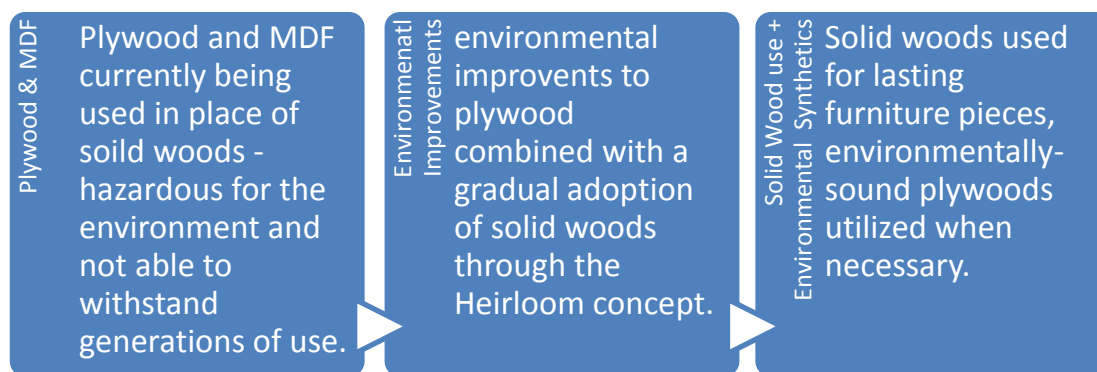 Plywood & MDF
Plywood and MDF
currently being
used in place of
soild woods -
hazardous for the
environment and
not able to
withstand
generations of use.
Environmenatl
Improvements
environmental
improvents to
plywood
combined with a
gradual adoption
of solid woods
through the
Heirloom concept.
Solid Wood use +
Environmental Synthetics
Solid woods used
for lasting
furniture pieces,
environmentally-
sound plywoods
utilized when
necessary.